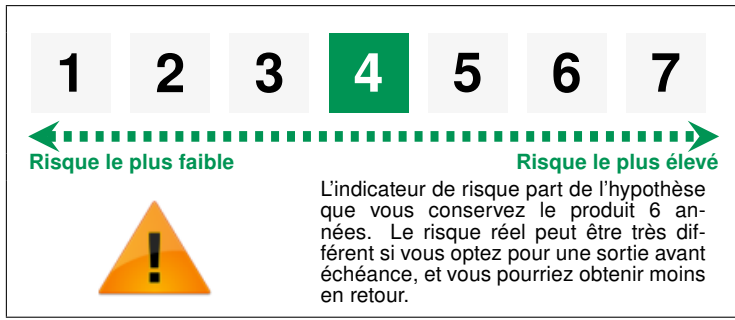 1 2 3 4 5 6 7
Risque le plus faible Risque le plus élevé
L'indicateur de risque part de l'hypothèse
que vous conservez le produit 6 an-
nées. Le risque réel peut être très dif-
férent si vous optez pour une sortie avant
échéance, et vous pourriez obtenir moins
en retour.
!